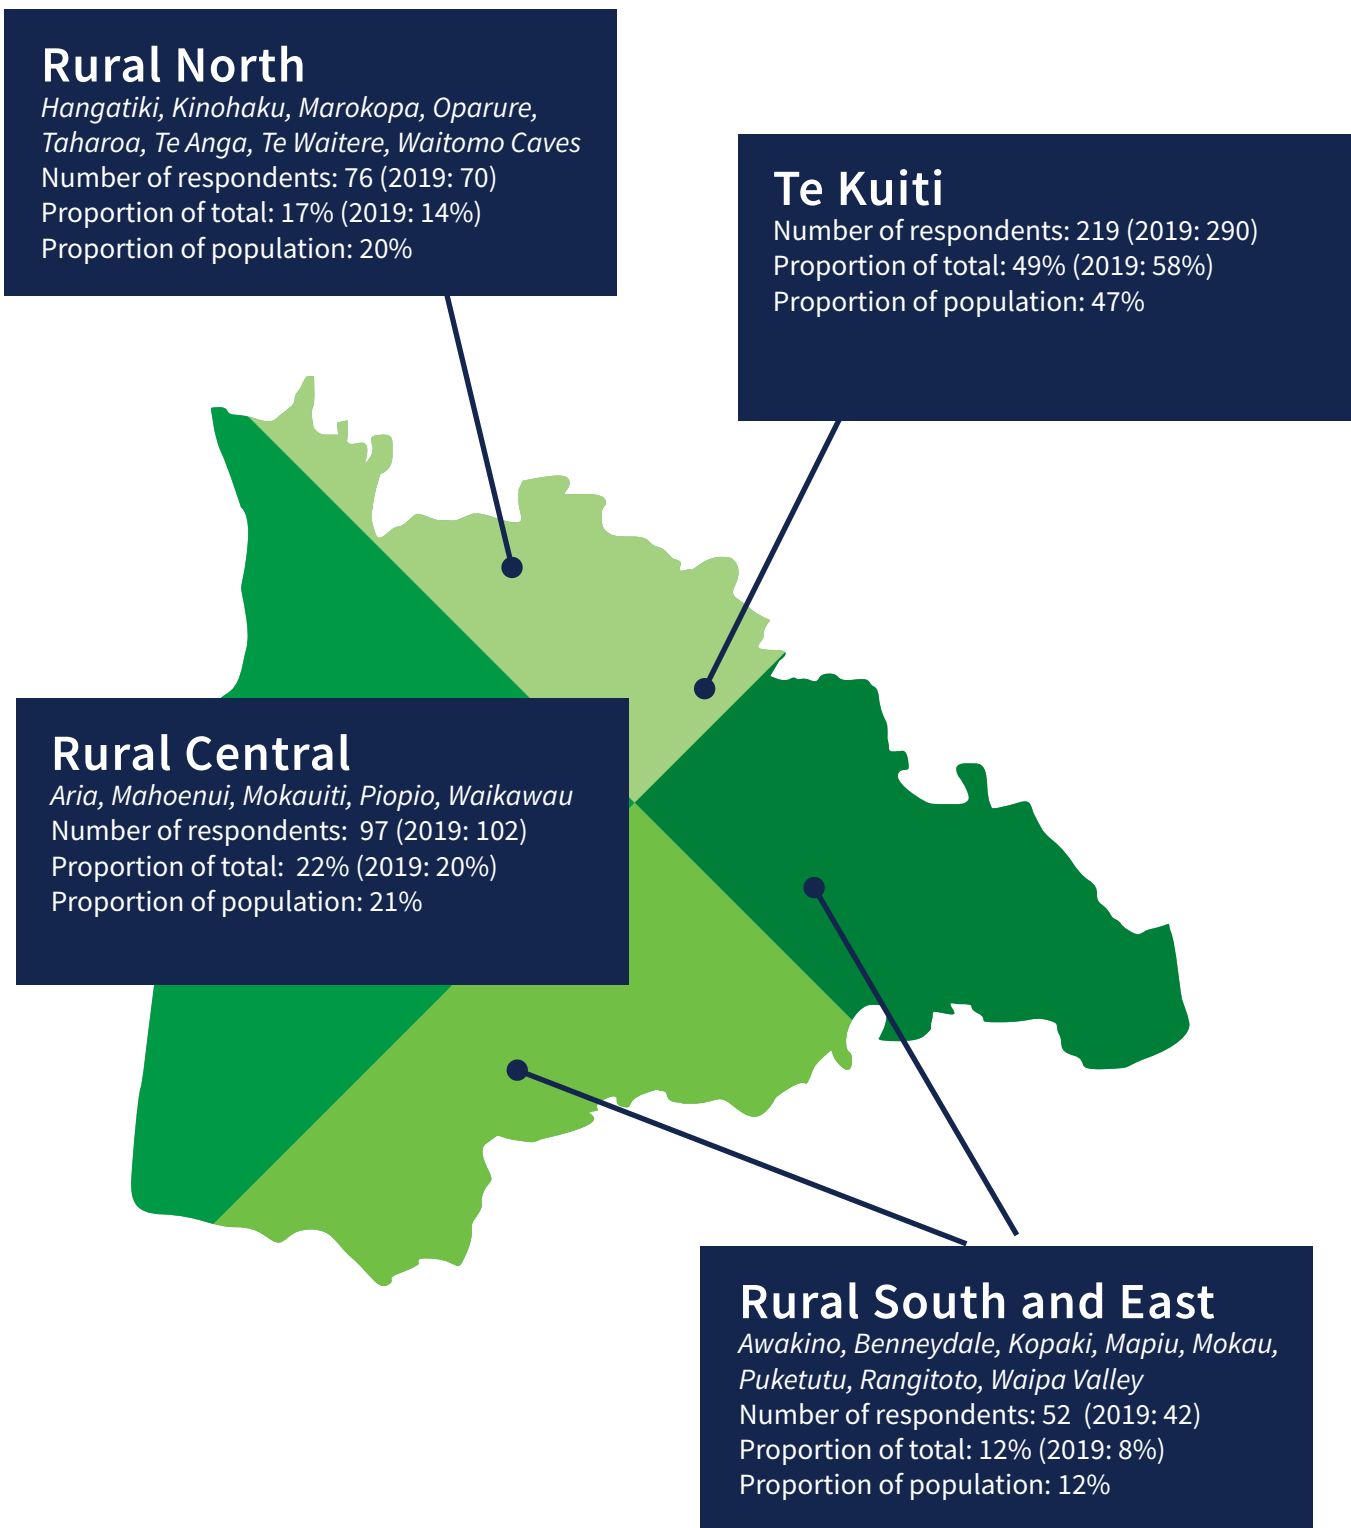 Rural North
Hangatiki, Kinohaku, Marokopa, Oparure,
Taharoa, Te Anga, Te Waitere, Waitomo Caves
Number of respondents: 76 (2019: 70)
Proportion of total: 17% (2019: 14%)
Proportion of population: 20%
Te Kuiti
Number of respondents: 219 (2019: 290)
Proportion of total: 49% (2019: 58%)
Proportion of population: 47%
Rural Central
Aria, Mahoenui, Mokauiti, Piopio, Waikawau
Number of respondents:  97 (2019: 102)
Proportion of total:  22% (2019: 20%)
Proportion of population: 21%
Rural South and East
Awakino, Benneydale, Kopaki, Mapiu, Mokau,
Puketutu, Rangitoto, Waipa Valley
Number of respondents: 52  (2019: 42)
Proportion of total: 12% (2019: 8%)
Proportion of population: 12%